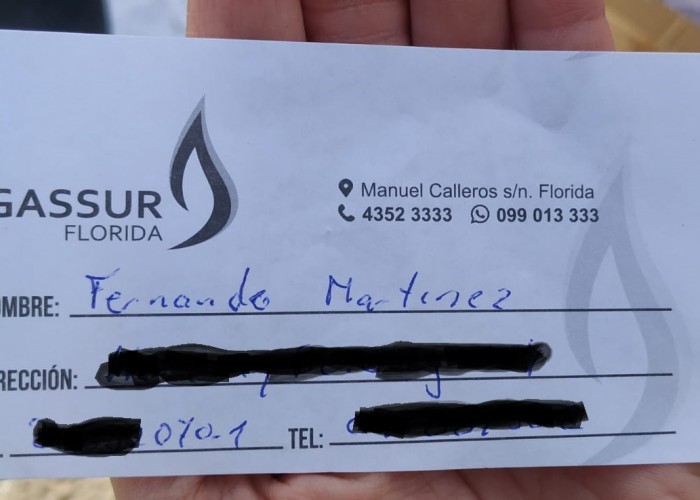 GASSUR
FLORIDA
Manuel Calleros s/n. Florida
4352 3333 099 013 333
OMBRE: Fernando Martinez
RECCIÓN:
070-1 TEL: